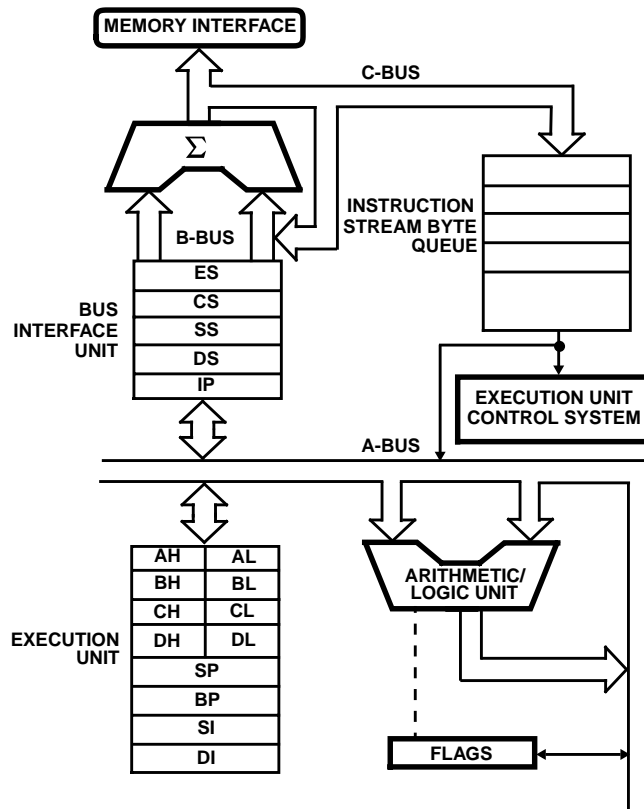 MEMORY INTERFACE
C-BUS
Σ
INSTRUCTION
STREAM BYTE
QUEUE
B-BUS
ES
CS
SS
DS
IP
BUS
INTERFACE
UNIT
EXECUTION UNIT
CONTROL SYSTEM
A-BUS
AH AL
BH BL
CH CL
DH DL
SP
BP
SI
DI
EXECUTION
UNIT
ARITHMETIC/
LOGIC UNIT
FLAGS